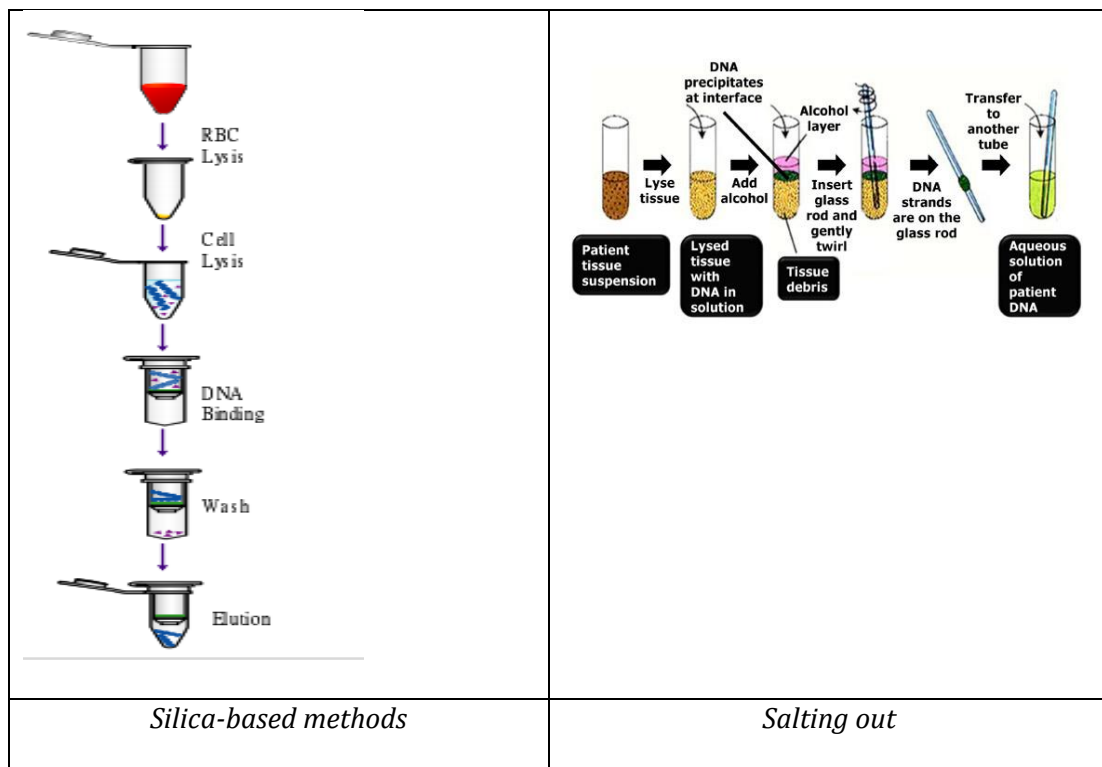 RBC
Lysis
Cell
Lysis
DNA
Binding
Wash
Elution
Silica-based methods
DNA
precipitates
at interface
Alcohol
layer
Transfer
to
another
tube
Lyse
tissue
Add
alcohol
Insert
glass
rod and
gently
twirl
DNA
strands
are on the
glass rod
Patient
tissue
suspension
Lysed
tissue
with
DNA in
solution
Tissue
debris
Aqueous
solution
of
patient
DNA
Salting out